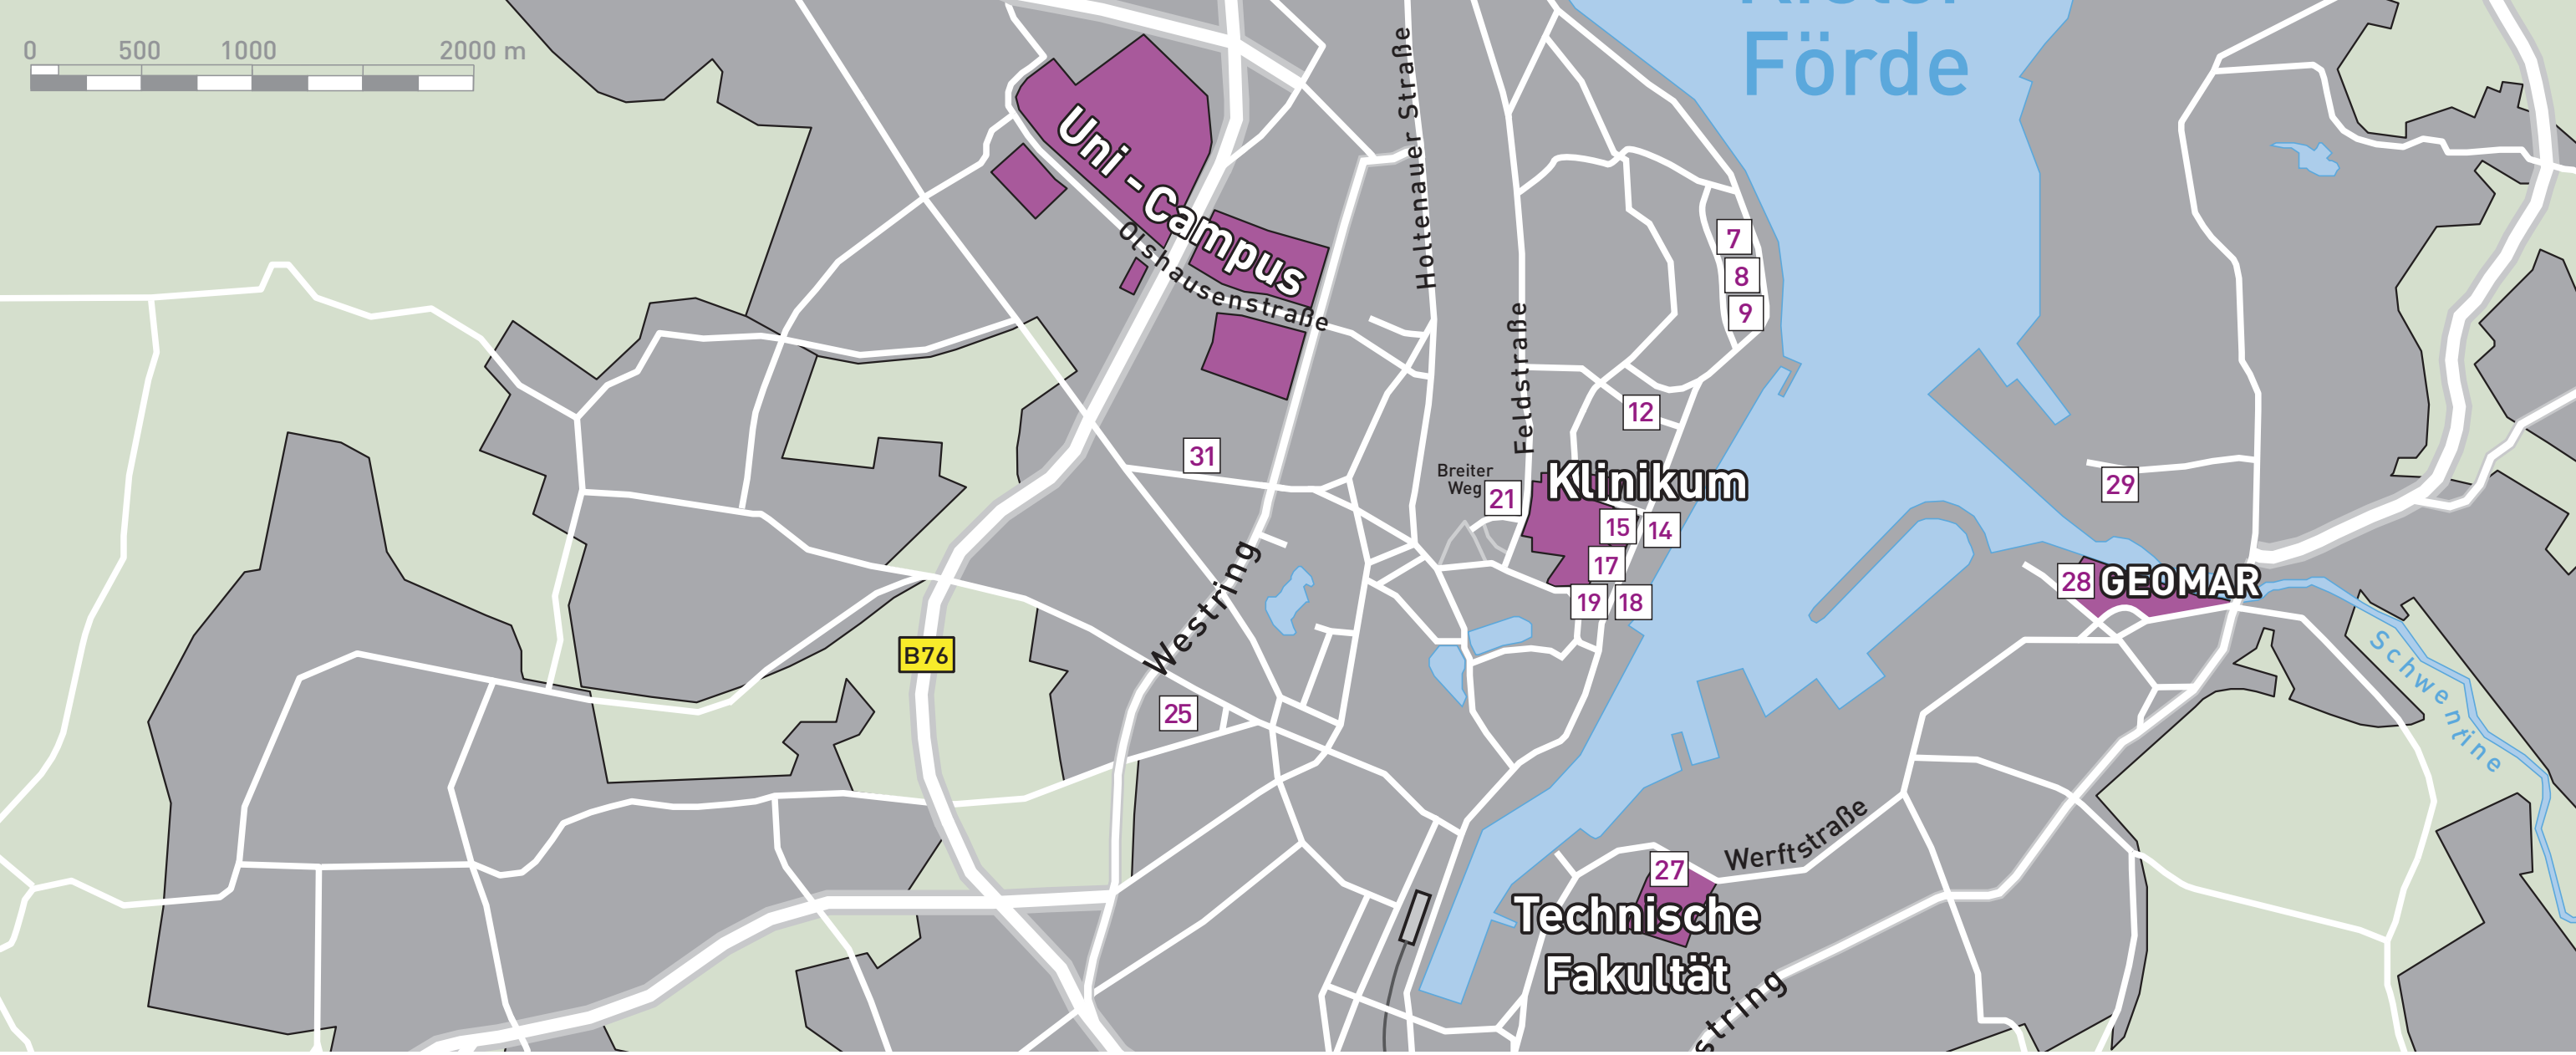 0 500 1000 2000 m
Förde
Holtenauer Straße
Uni - Campus
Olshausenstraße
7
8
9
Feldstraße
12
31
Breiter
Weg
21
Klinikum
15
14
17
19
18
29
28
GEOMAR
Westring
B76
25
Schwentine
Werftstraße
27
Technische
Fakultät
string